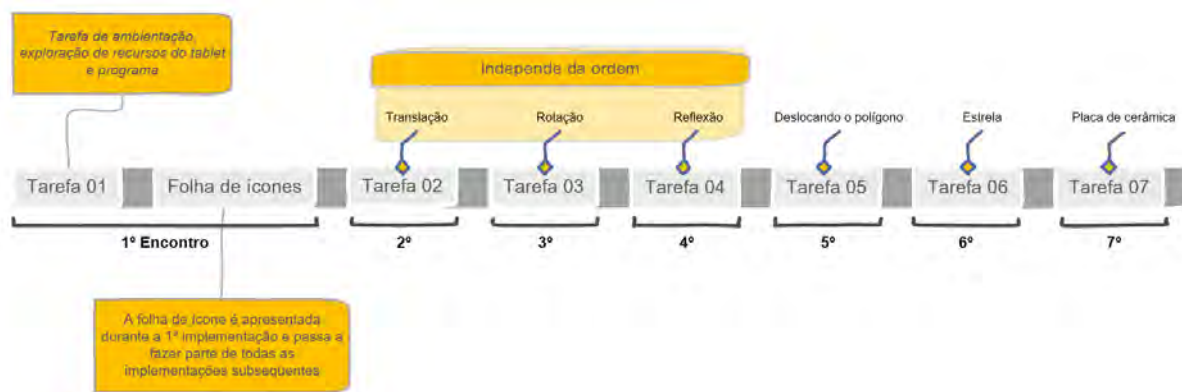 Tarefa de ambientação,
exploração de recursos do tablet
e programa
Independe da ordem
Translação
Rotação
Reflexão
Deslocando o polígono
Estrela
Placa de cerâmica
Tarefa 01
Folha de ícones
Tarefa 02
Tarefa 03
Tarefa 04
Tarefa 05
Tarefa 06
Tarefa 07
1º Encontro
2º
3º
4º
5º
6º
7º
A folha de ícone é apresentada
durante a 1ª implementação e passa a
fazer parte de todas as
implementações subseqüentes